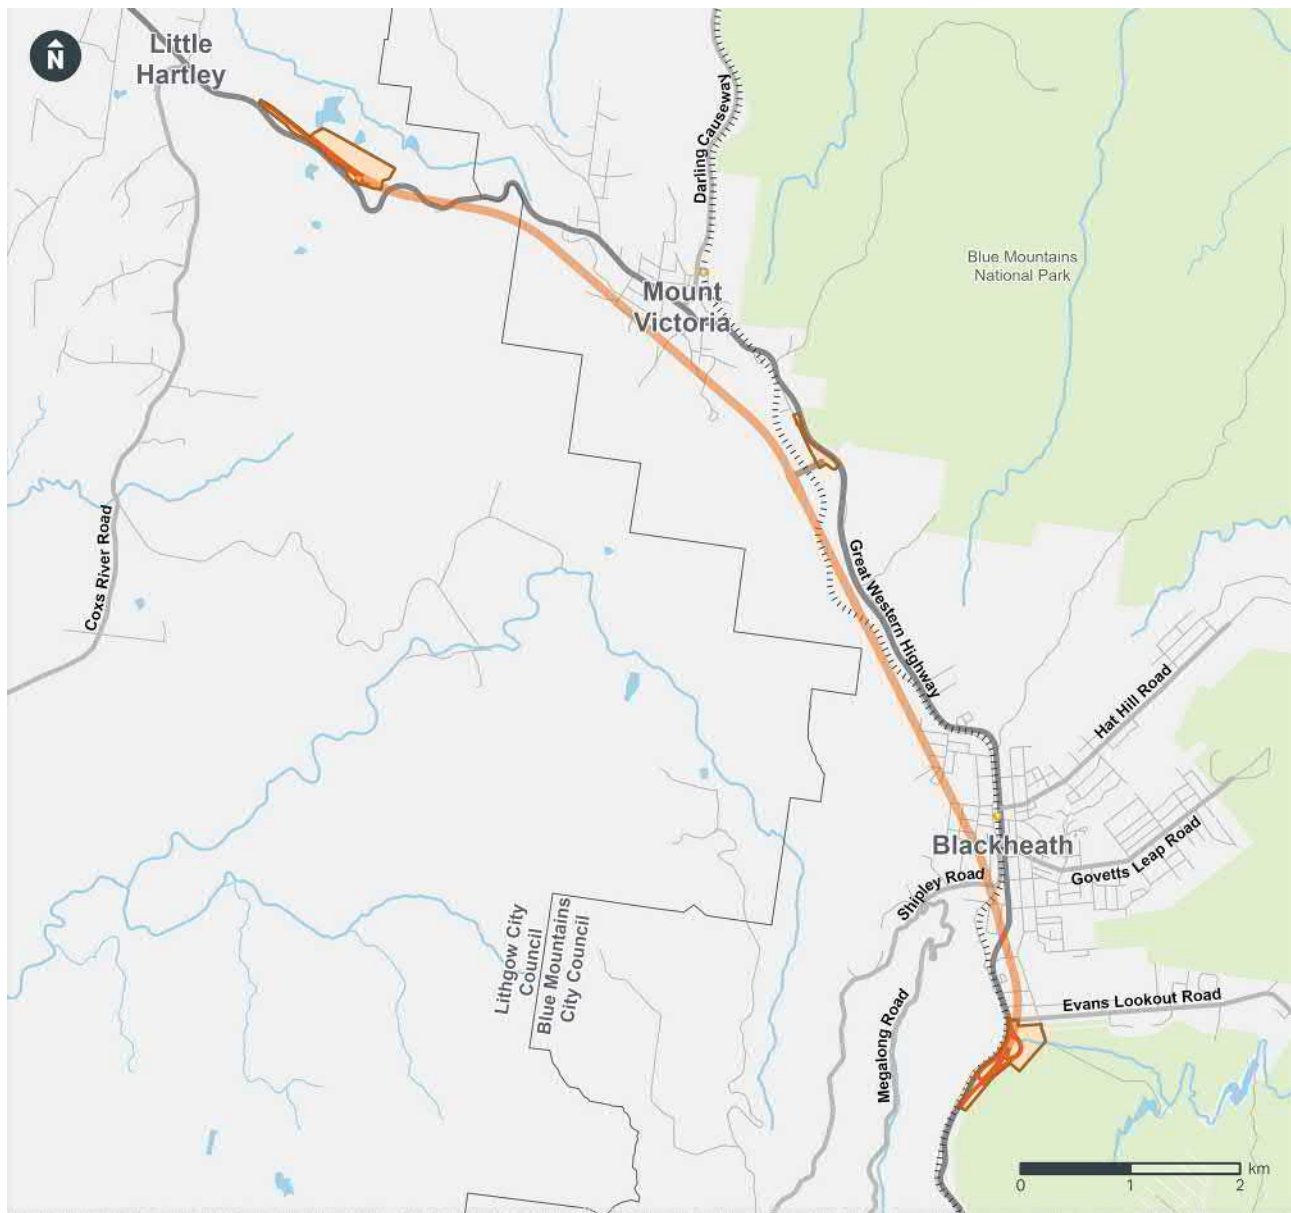 N
Little
Hartley
Darling Causeway
Blue Mountains
National Park
Mount
Victoria
Coxs River Road
Great Western Highway
Hat Hill Road
Blackheath
Govetts Leap Road
Shipley Road
Lithgow City
Council
Blue Mountains
City Council
Megalong Road
Evans Lookout Road
km
0 1 2